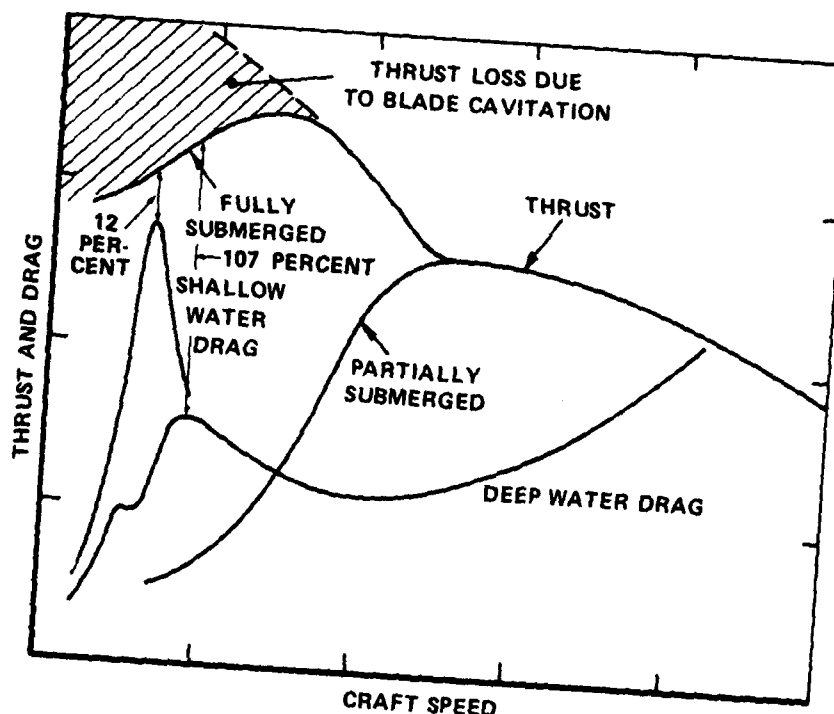 THRUST LOSS DUE
TO BLADE CAVITATION
THRUST
FULLY
SUBMERGED
12
PER-
CENT
107 PERCENT
SHALLOW
WATER
DRAG
PARTIALLY
SUBMERGED
DEEP WATER DRAG
THRUST AND DRAG
CRAFT SPEED